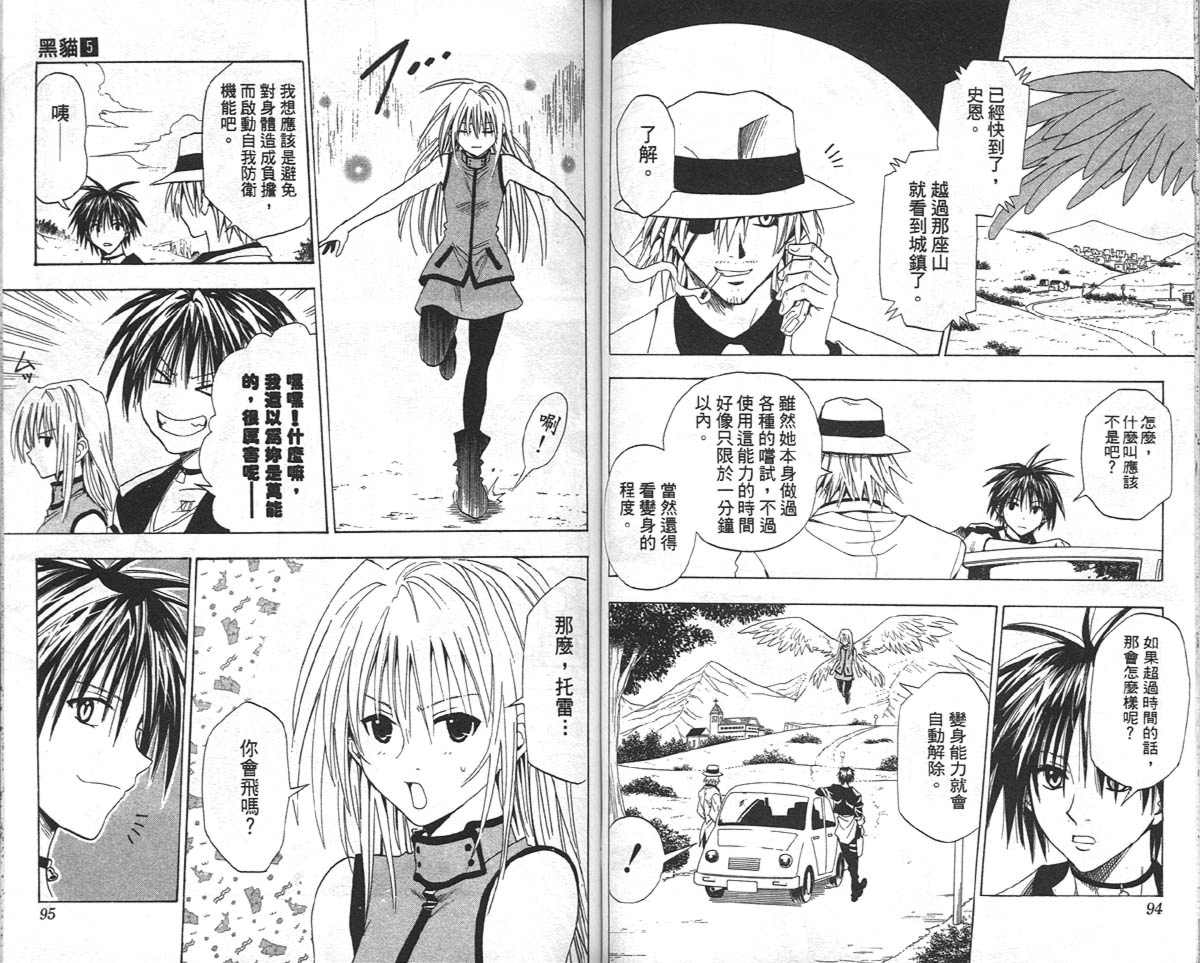 已經快到了，
史恩。
越過那座山
就看到城鎮了。
了解。
怎麼，
什麼叫應該
不是吧？
雖然她本身做過
各種的嘗試，不過
使用這能力的時間
好像只限於一分鐘
以內。
當然還得
看變身的
程度。
如果超過時間的話，
那會怎麼樣呢？
變身能力就會
自動解除。
！
94
黑貓5
唰！
我想應該是避免
對身體造成負擔，
而啟動自我防衛
機能吧。
咦
——
嘿嘿！什麼嘛，
我還以為妳是萬能
的，很厲害呢——
ムッ
那麼，托雷…
你會飛嗎？
95